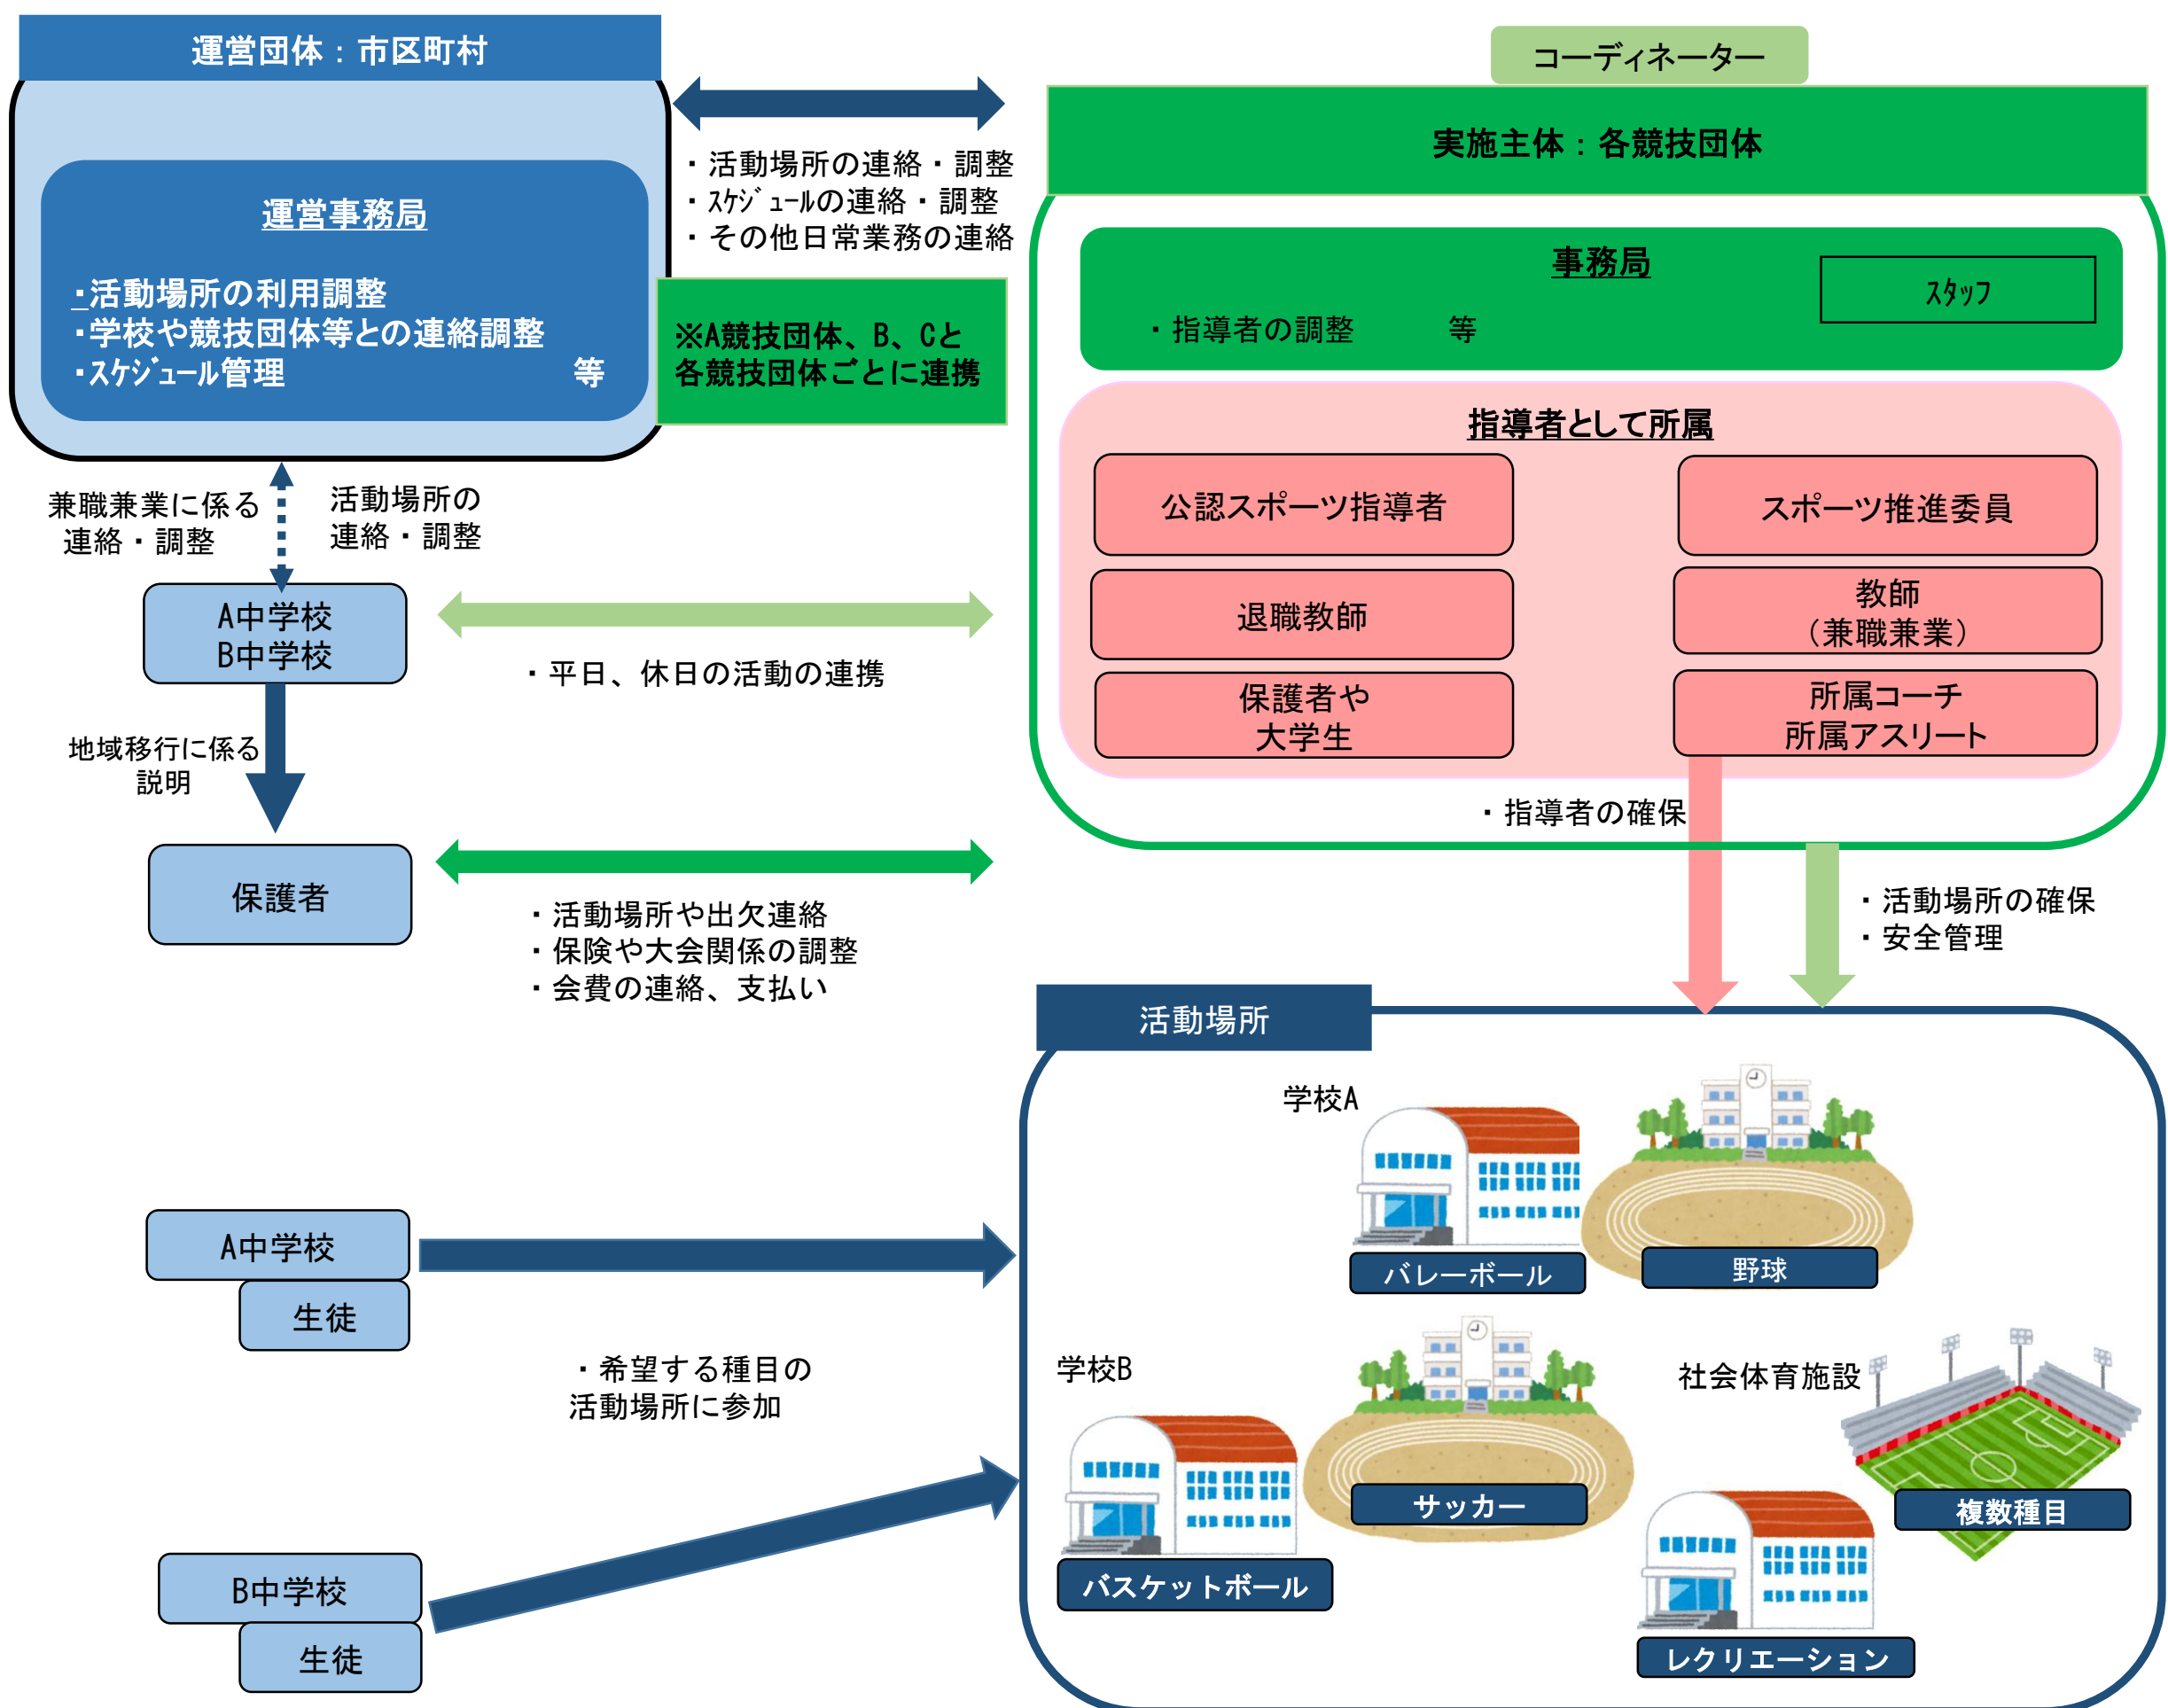 運営団体：市区町村
運営事務局
・活動場所の利用調整
・学校や競技団体等との連絡調整
・ｽｹｼﾞｭｰﾙ管理　　　　　　　　　等
・活動場所の連絡・調整
・ｽｹｼﾞｭｰﾙの連絡・調整
・その他日常業務の連絡
※A競技団体、B、Cと
各競技団体ごとに連携
コーディネーター
実施主体：各競技団体
事務局
スタッフ
・指導者の調整　　　等
指導者として所属
公認スポーツ指導者
スポーツ推進委員
退職教師
教師
（兼職兼業）
保護者や
大学生
所属コーチ
所属アスリート
兼職兼業に係る
連絡・調整
活動場所の
連絡・調整
A中学校
B中学校
・平日、休日の活動の連携
地域移行に係る
説明
保護者
・活動場所や出欠連絡
・保険や大会関係の調整
・会費の連絡、支払い
・指導者の確保
・活動場所の確保
・安全管理
活動場所
学校A
バレーボール
野球
学校B
バスケットボール
サッカー
社会体育施設
複数種目
レクリエーション
A中学校
生徒
・希望する種目の
活動場所に参加
B中学校
生徒